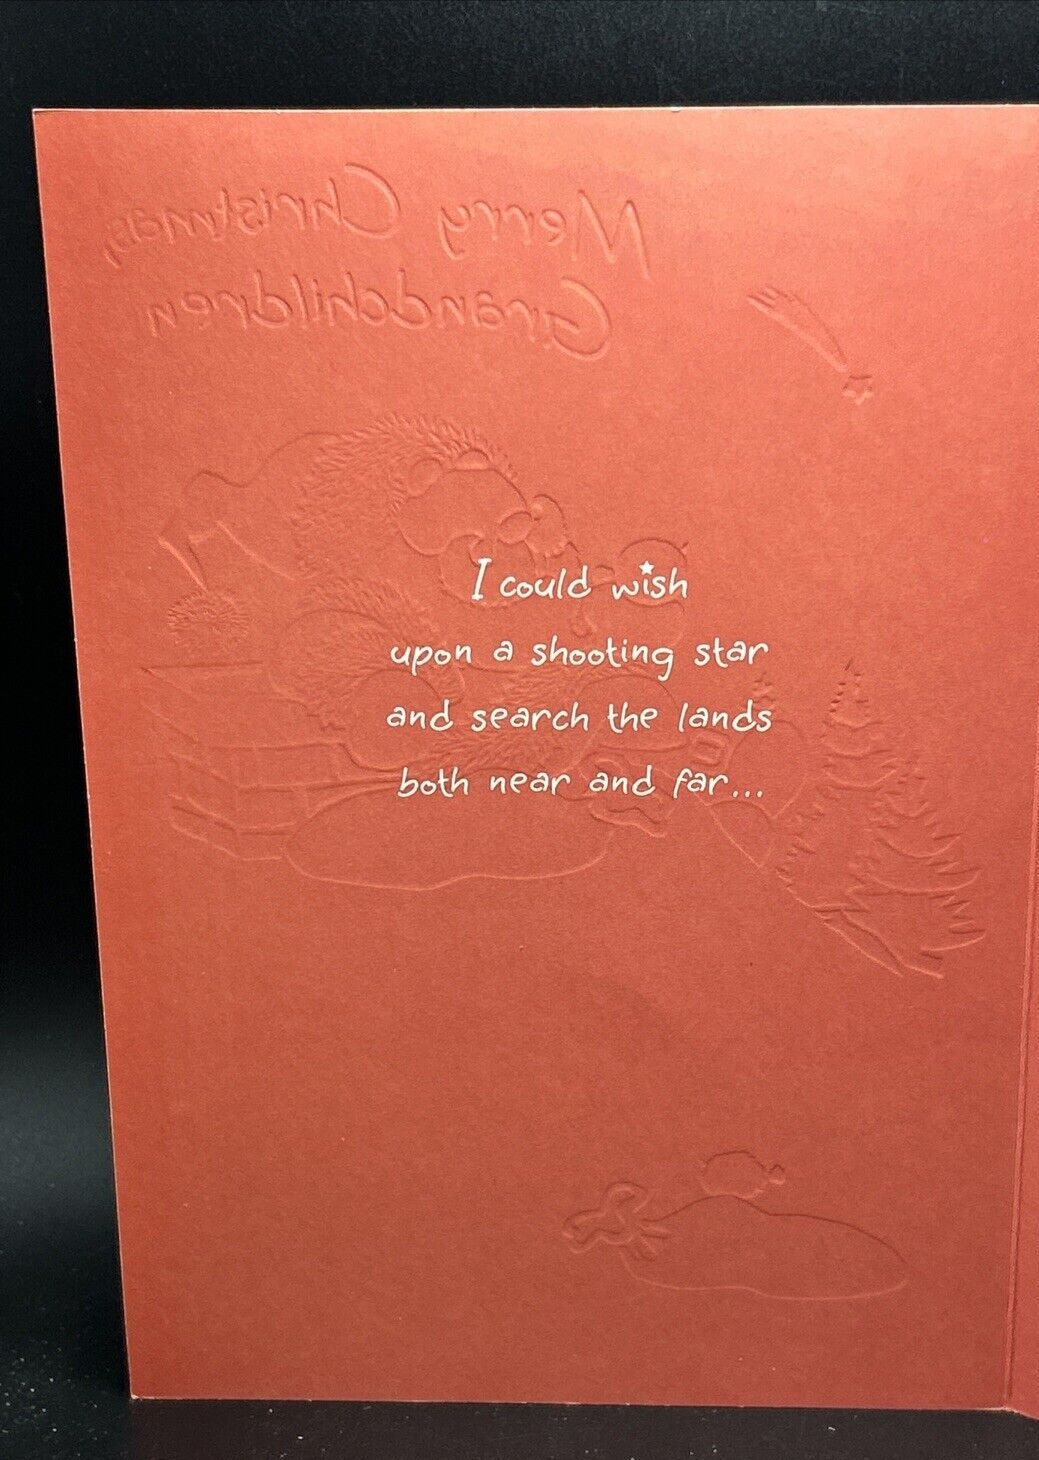 Merry Christmas,
Grandchildren
I could wish
upon a shooting star
and search the lands
both near and far...